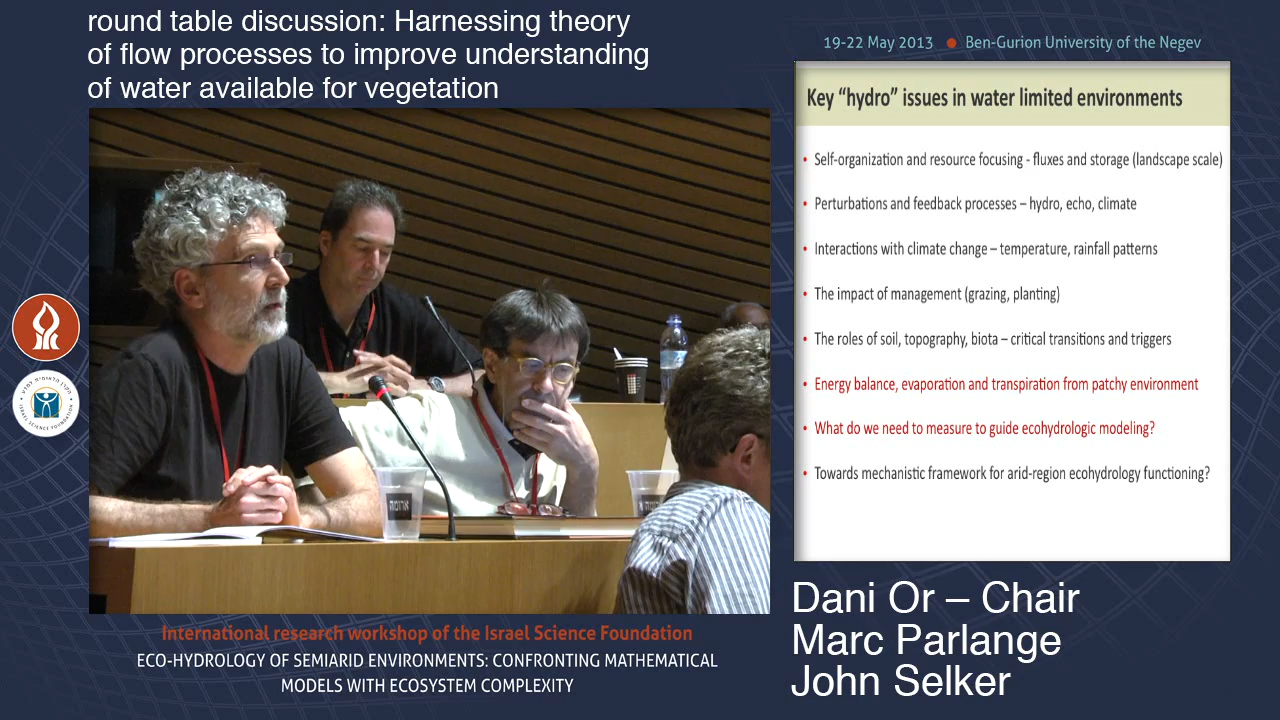 round table discussion: Harnessing theory
of flow processes to improve understanding
of water available for vegetation
19-22 May 2013 ● Ben-Gurion University of the Negev
Key “hydro” issues in water limited environments
• Self-organization and resource focusing - fluxes and storage (landscape scale)
• Perturbations and feedback processes – hydro, echo, climate
• Interactions with climate change – temperature, rainfall patterns
• The impact of management (grazing, planting)
• The roles of soil, topography, biota – critical transitions and triggers
• Energy balance, evaporation and transpiration from patchy environment
• What do we need to measure to guide ecohydrologic modeling?
• Towards mechanistic framework for arid-region ecohydrology functioning?
ארומה
International research workshop of the Israel Science Foundation
ECO-HYDROLOGY OF SEMIARID ENVIRONMENTS: CONFRONTING MATHEMATICAL
MODELS WITH ECOSYSTEM COMPLEXITY
Dani Or – Chair
Marc Parlange
John Selker
ISRAEL SCIENCE FOUNDATION